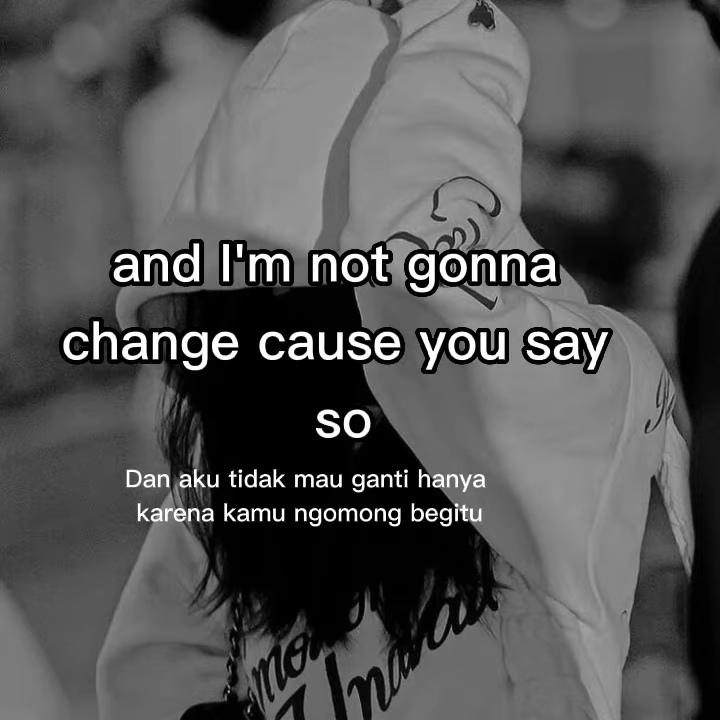 and I'm not gonna
change cause you say
so
Dan aku tidak mau ganti hanya
karena kamu ngomong begitu